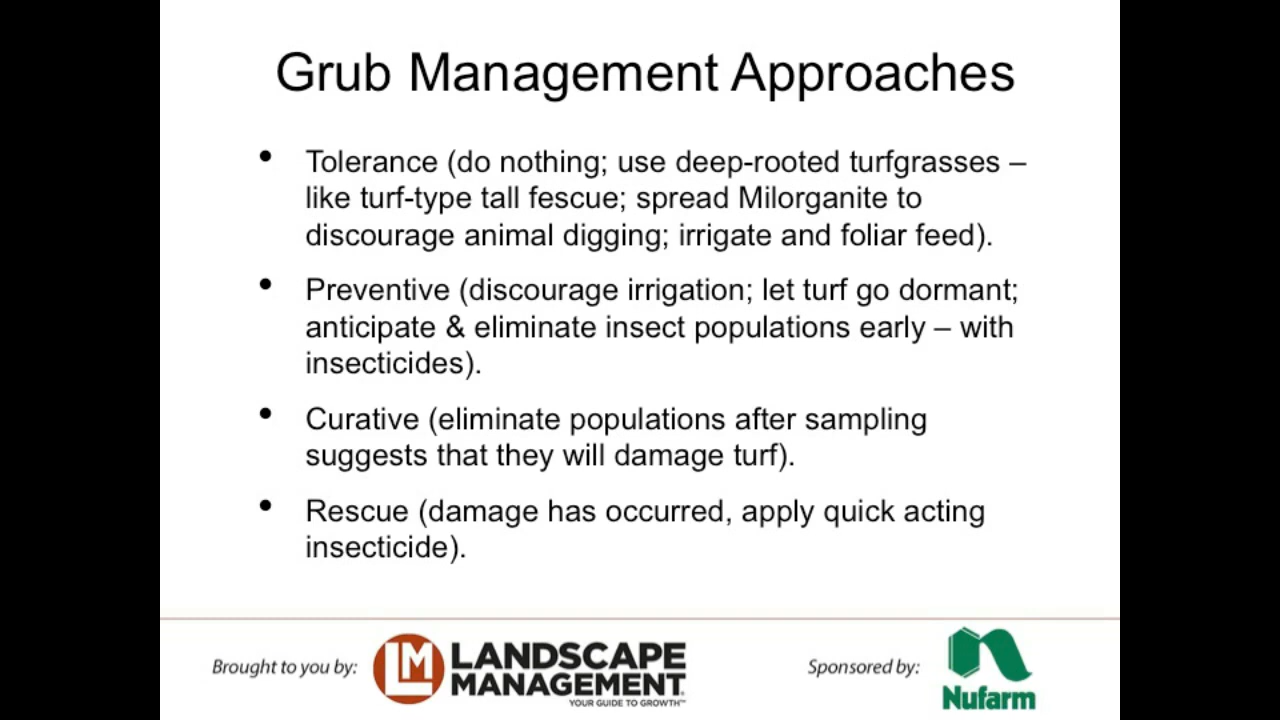 Grub Management Approaches
• Tolerance (do nothing; use deep-rooted turfgrasses –
like turf-type tall fescue; spread Milorganite to
discourage animal digging; irrigate and foliar feed).
• Preventive (discourage irrigation; let turf go dormant;
anticipate & eliminate insect populations early – with
insecticides).
• Curative (eliminate populations after sampling
suggests that they will damage turf).
• Rescue (damage has occurred, apply quick acting
insecticide).
Brought to you by:
LM
LANDSCAPE
MANAGEMENT
YOUR GUIDE TO GROWTH™
Sponsored by:
Nufarm